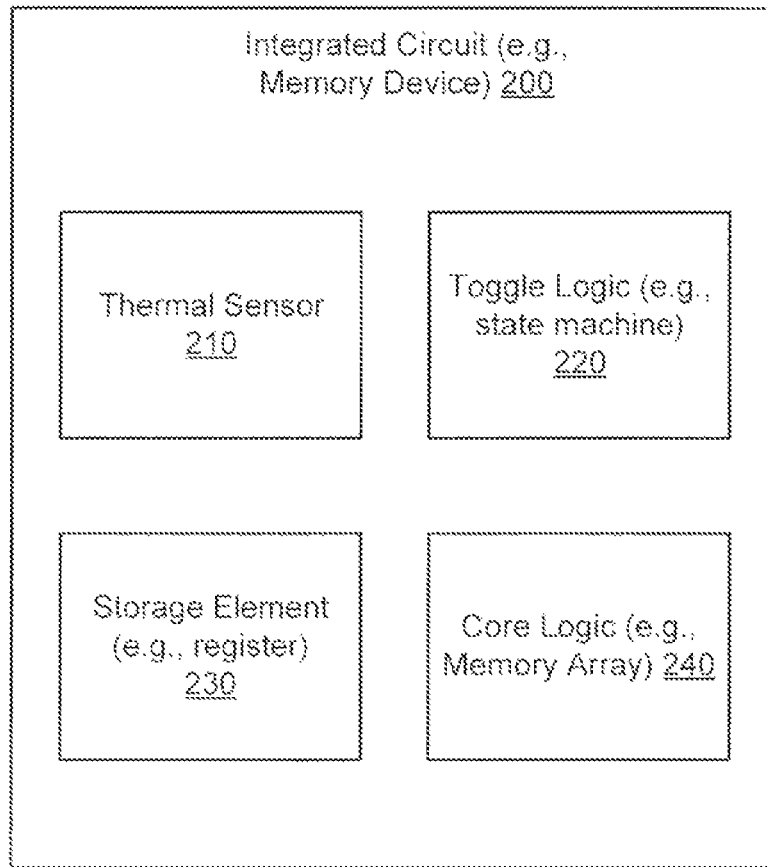 Integrated Circuit (e.g.,
Memory Device) 200
Thermal Sensor
210
Toggle Logic (e.g.,
state machine)
220
Storage Element
(e.g., register)
230
Core Logic (e.g.,
Memory Array) 240